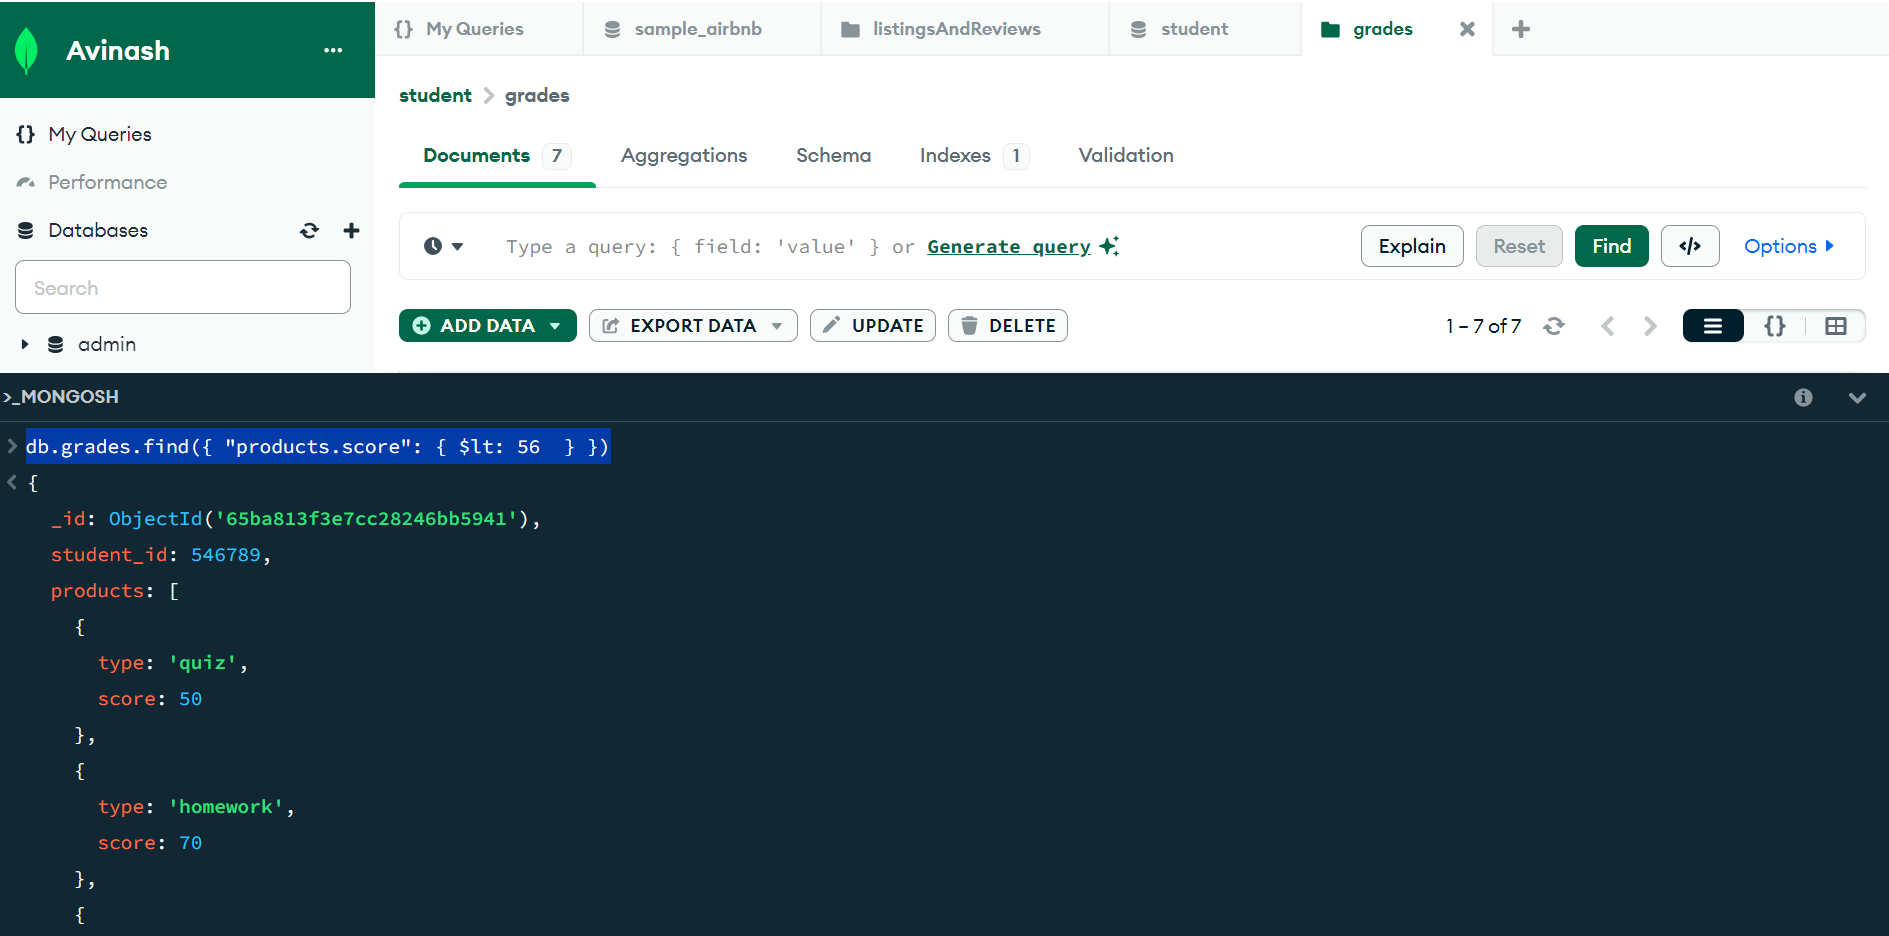 Avinash
My Queries
sample_airbnb
listingsAndReviews
student
grades
student > grades
My Queries
Performance
Databases
Search
admin
Documents 7
Aggregations
Schema
Indexes 1
Validation
Type a query: { field: 'value' } or Generate query
Explain
Reset
Find
</>
Options
ADD DATA
EXPORT DATA
UPDATE
DELETE
1 – 7 of 7
{}
>_MONGOSH
> db.grades.find({ "products.score": { $lt: 56  } })
< {
_id: ObjectId('65ba813f3e7cc28246bb5941'),
student_id: 546789,
products: [
{
type: 'quiz',
score: 50
},
{
type: 'homework',
score: 70
},
{